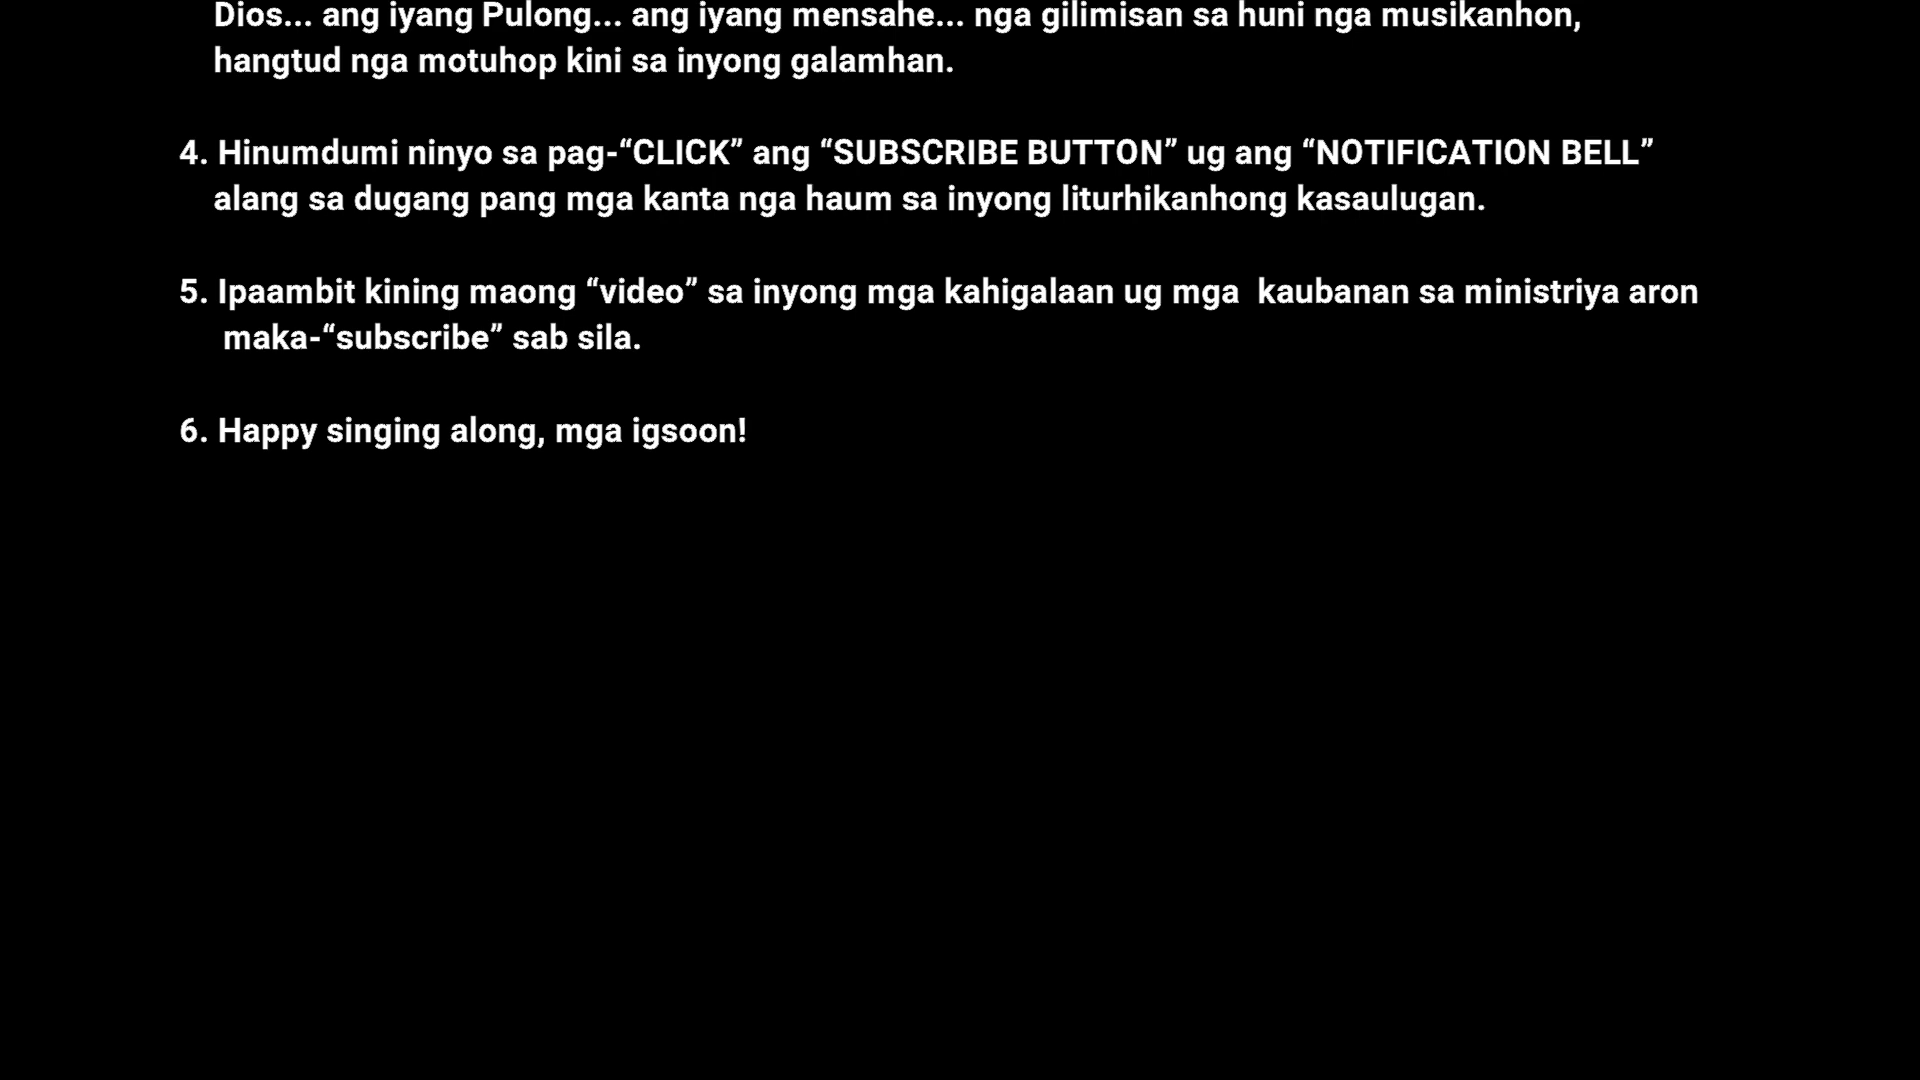 Dios... ang iyang Pulong... ang iyang mensahe... nga gilimisan sa huni nga musikanhon,
hangtud nga motuhop kini sa inyong galamhan.
4. Hinumdumi ninyo sa pag-“CLICK” ang “SUBSCRIBE BUTTON” ug ang “NOTIFICATION BELL”
alang sa dugang pang mga kanta nga haum sa inyong liturhikanhong kasaulugan.
5. Ipaambit kining maong “video” sa inyong mga kahigalaan ug mga  kaubanan sa ministriya aron
maka-“subscribe” sab sila.
6. Happy singing along, mga igsoon!